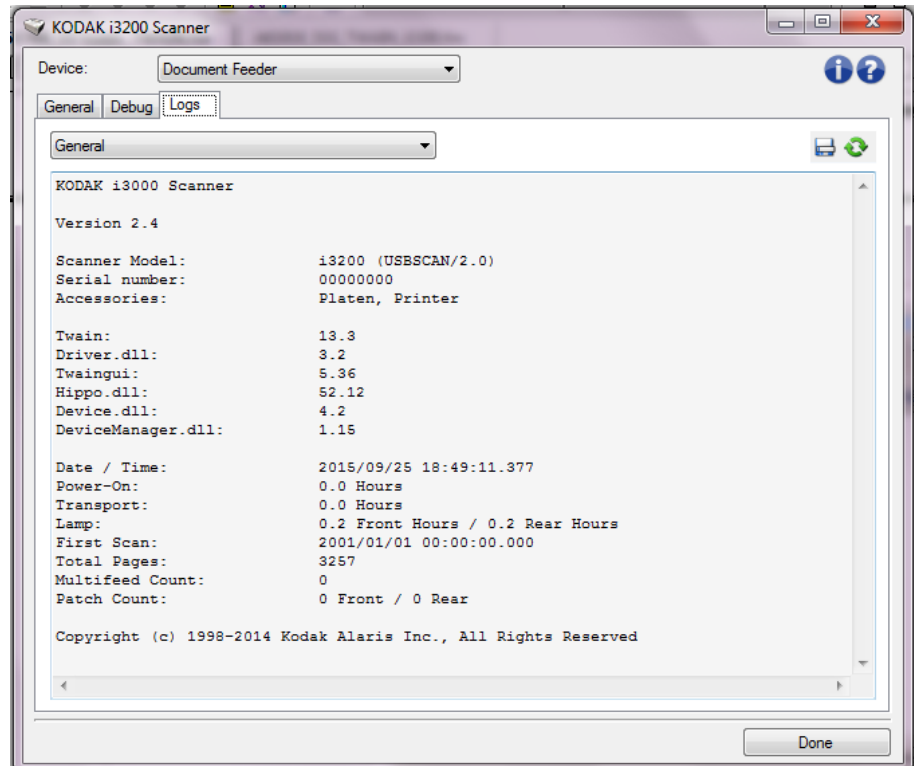 KODAK i3200 Scanner
Device: Document Feeder
General Debug Logs
General
KODAK i3000 Scanner
Version 2.4
Scanner Model: i3200 (USBSCAN/2.0)
Serial number: 00000000
Accessories: Platen, Printer
Twain: 13.3
Driver.dll: 3.2
Twaingui: 5.36
Hippo.dll: 52.12
Device.dll: 4.2
DeviceManager.dll: 1.15
Date / Time: 2015/09/25 18:49:11.377
Power-On: 0.0 Hours
Transport: 0.0 Hours
Lamp: 0.2 Front Hours / 0.2 Rear Hours
First Scan: 2001/01/01 00:00:00.000
Total Pages: 3257
Multifeed Count: 0
Patch Count: 0 Front / 0 Rear
Copyright (c) 1998-2014 Kodak Alaris Inc., All Rights Reserved
Done